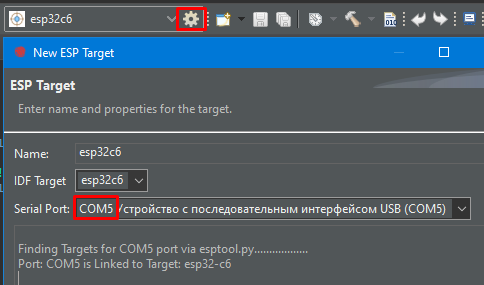 esp32c6
New ESP Target
ESP Target
Enter name and properties for the target.
Name: esp32c6
IDF Target esp32c6
Serial Port: COM5 Устройство с последовательным интерфейсом USB (COM5)
Finding Targets for COM5 port via esptool.py..................
Port: COM5 is Linked to Target: esp32-c6